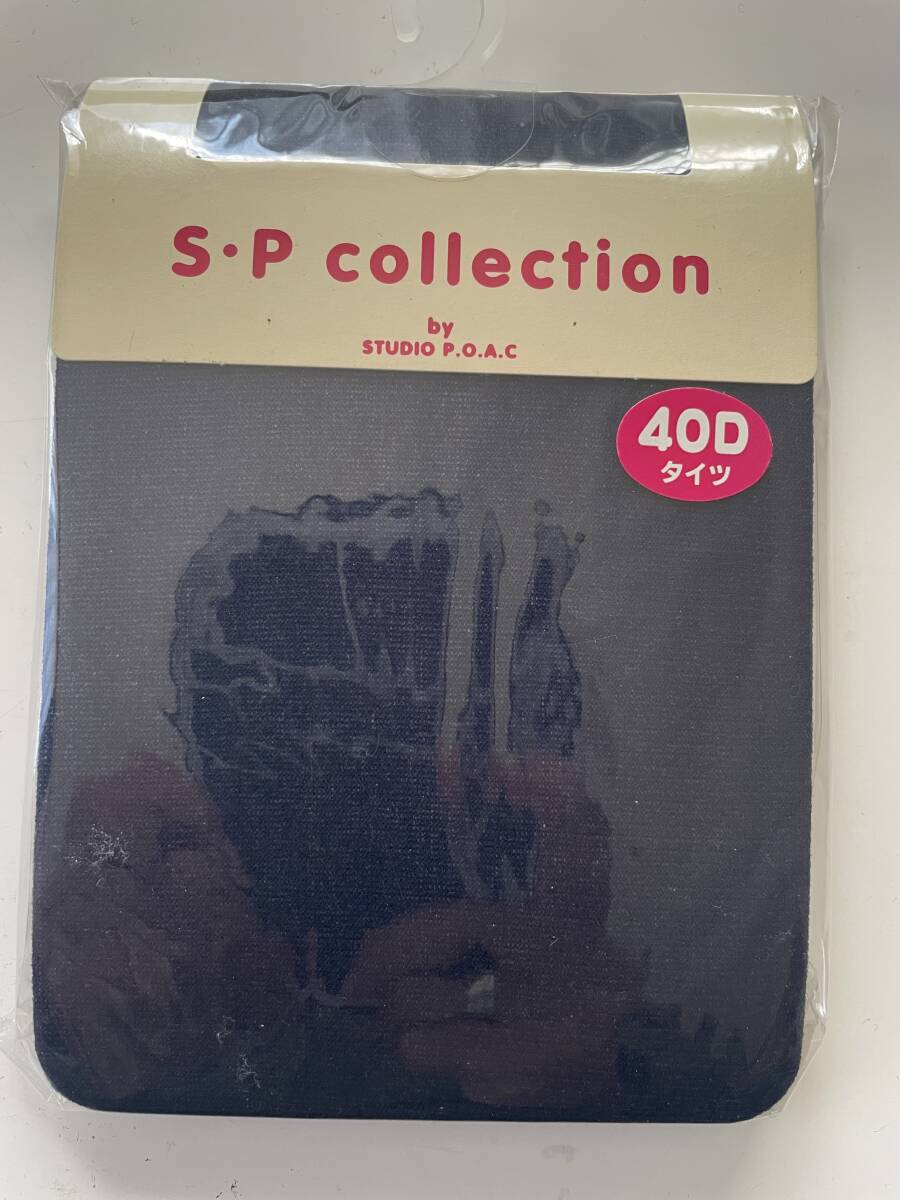 S·P collection
by
STUDIO P.O.A.C
40D
タイツ